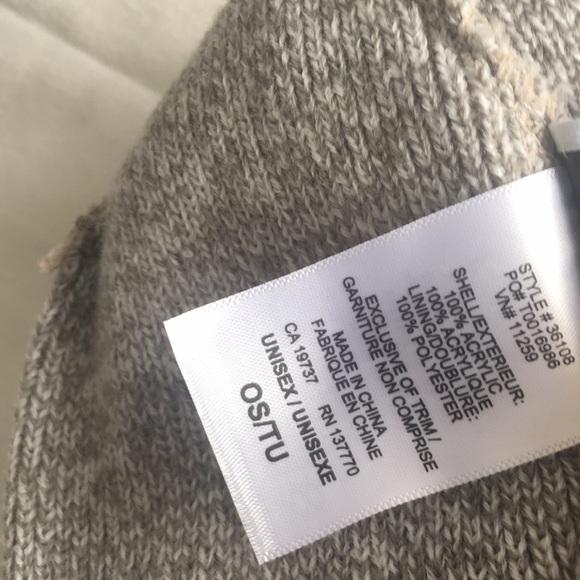 STYLE # 36108
PO# T0016986
VN# 11259
SHELL/EXTERIEUR:
100% ACRYLIC
100% ACRYLIQUE
LINING/DOUBLURE:
100% POLYESTER
EXCLUSIVE OF TRIM /
GARNITURE NON COMPRISE
MADE IN CHINA
FABRIQUE EN CHINE
CA 19737 RN 137770
UNISEX / UNISEXE
OS/TU